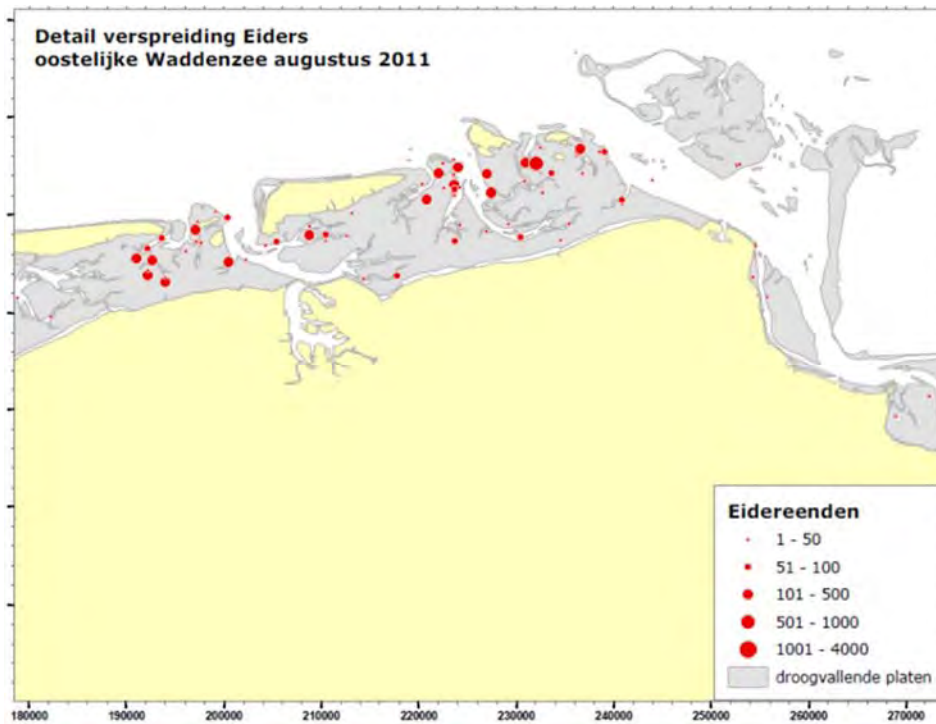 Detail verspreiding Eiders
oostelijke Waddenzee augustus 2011
Eidereenden
1 - 50
51 - 100
101 - 500
501 - 1000
1001 - 4000
droogvallende platen
180000 190000 200000 210000 220000 230000 240000 250000 260000 270000